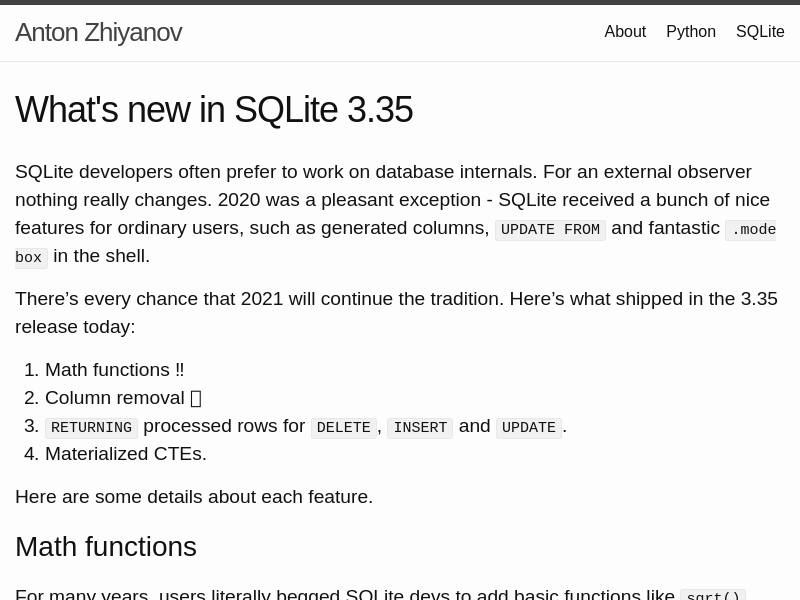 Anton Zhiyanov
About Python SQLite
What's new in SQLite 3.35
SQLite developers often prefer to work on database internals. For an external observer
nothing really changes. 2020 was a pleasant exception - SQLite received a bunch of nice
features for ordinary users, such as generated columns, UPDATE FROM and fantastic .mode
box in the shell.
There’s every chance that 2021 will continue the tradition. Here’s what shipped in the 3.35
release today:
1. Math functions ‼
2. Column removal
3. RETURNING processed rows for DELETE, INSERT and UPDATE.
4. Materialized CTEs.
Here are some details about each feature.
Math functions
For many years, users literally begged SQLite devs to add basic functions like sqrt()